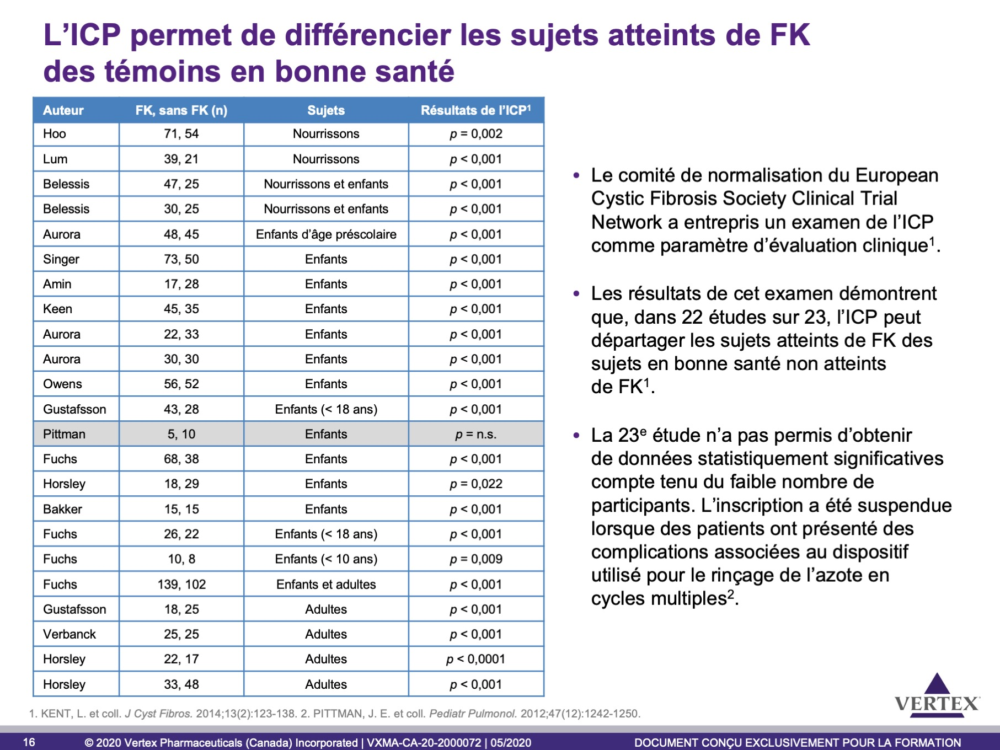 L’ICP permet de différencier les sujets atteints de FK
des témoins en bonne santé
Auteur FK, sans FK (n) Sujets Résultats de l’ICP¹
Hoo 71, 54 Nourrissons p = 0,002
Lum 39, 21 Nourrissons p < 0,001
Belessis 47, 25 Nourrissons et enfants p < 0,001
Belessis 30, 25 Nourrissons et enfants p < 0,001
Aurora 48, 45 Enfants d’âge préscolaire p < 0,001
Singer 73, 50 Enfants p < 0,001
Amin 17, 28 Enfants p < 0,001
Keen 45, 35 Enfants p < 0,001
Aurora 22, 33 Enfants p < 0,001
Aurora 30, 30 Enfants p < 0,001
Owens 56, 52 Enfants p < 0,001
Gustafsson 43, 28 Enfants (< 18 ans) p < 0,001
Pittman 5, 10 Enfants p = n.s.
Fuchs 68, 38 Enfants p < 0,001
Horsley 18, 29 Enfants p = 0,022
Bakker 15, 15 Enfants p < 0,001
Fuchs 26, 22 Enfants (< 18 ans) p < 0,001
Fuchs 10, 8 Enfants (< 10 ans) p = 0,009
Fuchs 139, 102 Enfants et adultes p < 0,001
Gustafsson 18, 25 Adultes p < 0,001
Verbanck 25, 25 Adultes p < 0,001
Horsley 22, 17 Adultes p < 0,0001
Horsley 33, 48 Adultes p < 0,001
• Le comité de normalisation du European
Cystic Fibrosis Society Clinical Trial
Network a entrepris un examen de l’ICP
comme paramètre d’évaluation clinique¹.
• Les résultats de cet examen démontrent
que, dans 22 études sur 23, l’ICP peut
départager les sujets atteints de FK des
sujets en bonne santé non atteints
de FK¹.
• La 23ᵉ étude n’a pas permis d’obtenir
de données statistiquement significatives
compte tenu du faible nombre de
participants. L’inscription a été suspendue
lorsque des patients ont présenté des
complications associées au dispositif
utilisé pour le rinçage de l’azote en
cycles multiples².
VERTEX
1. KENT, L. et coll. J Cyst Fibros. 2014;13(2):123-138. 2. PITTMAN, J. E. et coll. Pediatr Pulmonol. 2012;47(12):1242-1250.
16 © 2020 Vertex Pharmaceuticals (Canada) Incorporated | VXMA-CA-20-2000072 | 05/2020 DOCUMENT CONÇU EXCLUSIVEMENT POUR LA FORMATION